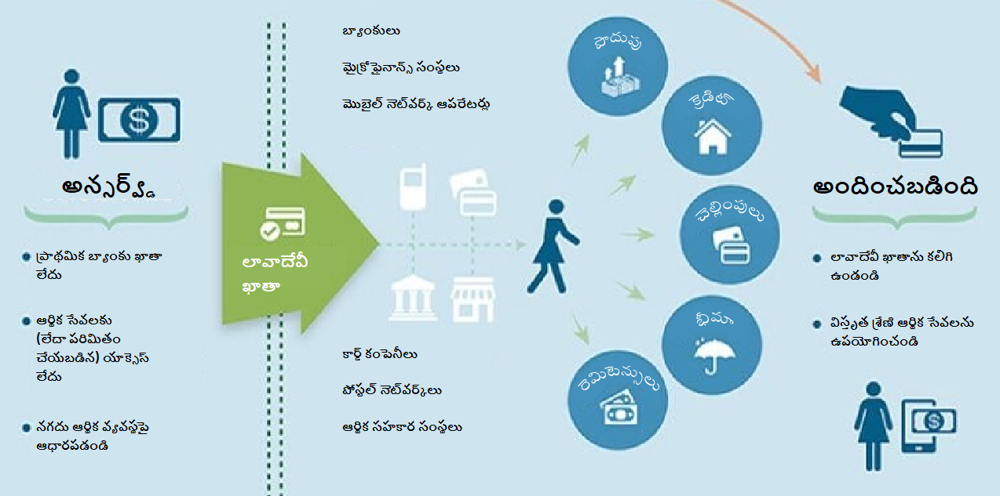 అన్సర్వ్డ్
ప్రాథమిక బ్యాంకు ఖాతా
లేదు
ఆర్థిక సేవలకు
(లేదా పరిమితం
చేయబడిన) యాక్సెస్
లేదు
నగదు ఆర్థిక వ్యవస్థపై
ఆధారపడండి
లావాదేవీ
ఖాతా
బ్యాంకులు
మైక్రోఫైనాన్స్ సంస్థలు
మొబైల్ నెట్‌వర్క్ ఆపరేటర్లు
కార్డ్ కంపెనీలు
పోస్టల్ నెట్‌వర్క్‌లు
ఆర్థిక సహకార సంస్థలు
పొదుపు
క్రెడిట్
చెల్లింపులు
భీమా
రెమిటెన్సులు
అందించబడింది
లావాదేవీ ఖాతాను కలిగి
ఉండండి
విస్తృత శ్రేణి ఆర్థిక సేవలను
ఉపయోగించండి